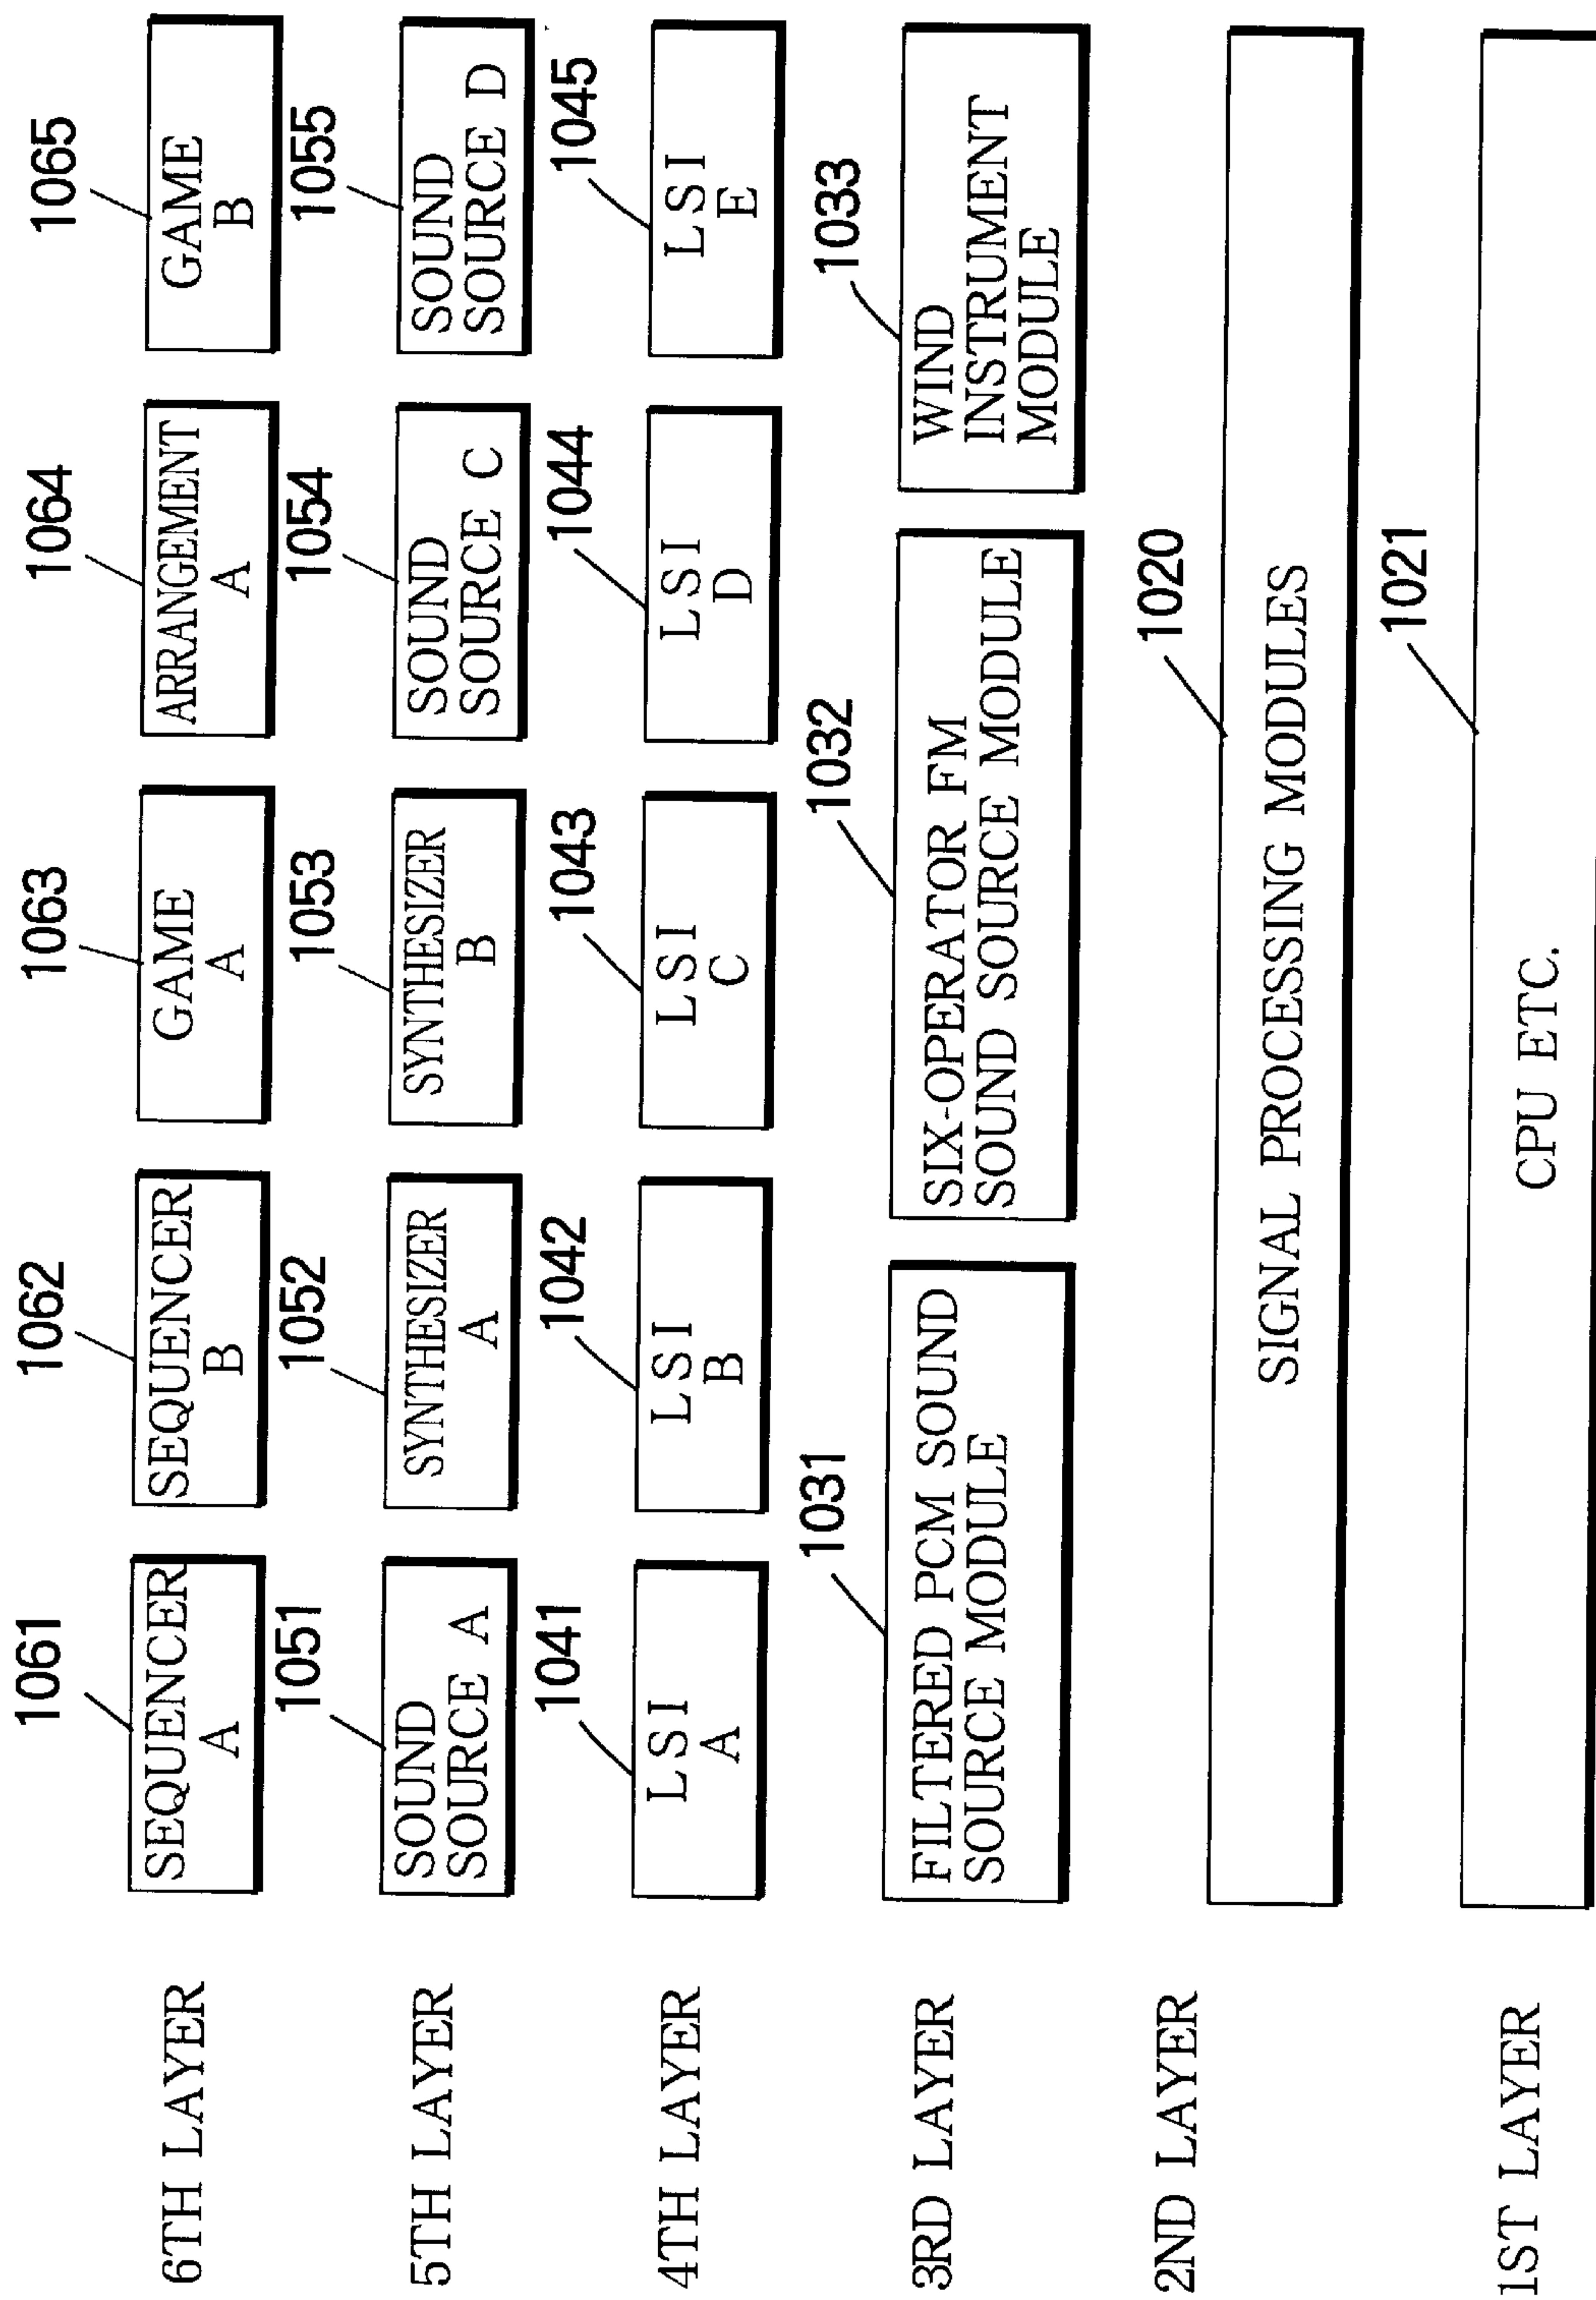 1061
1062
1063
1064
1065
6TH LAYER
SEQUENCER
A
SEQUENCER
B
GAME
A
ARRANGEMENT
A
GAME
B
1051
1052
1053
1054
1055
5TH LAYER
SOUND
SOURCE A
SYNTHESIZER
A
SYNTHESIZER
B
SOUND
SOURCE C
SOUND
SOURCE D
1041
1042
1043
1044
1045
4TH LAYER
LSI
A
LSI
B
LSI
C
LSI
D
LSI
E
1031
1032
1033
3RD LAYER
FILTERED PCM SOUND
SOURCE MODULE
SIX-OPERATOR FM
SOUND SOURCE MODULE
WIND
INSTRUMENT
MODULE
1020
2ND LAYER
SIGNAL PROCESSING MODULES
1021
1ST LAYER
CPU ETC.